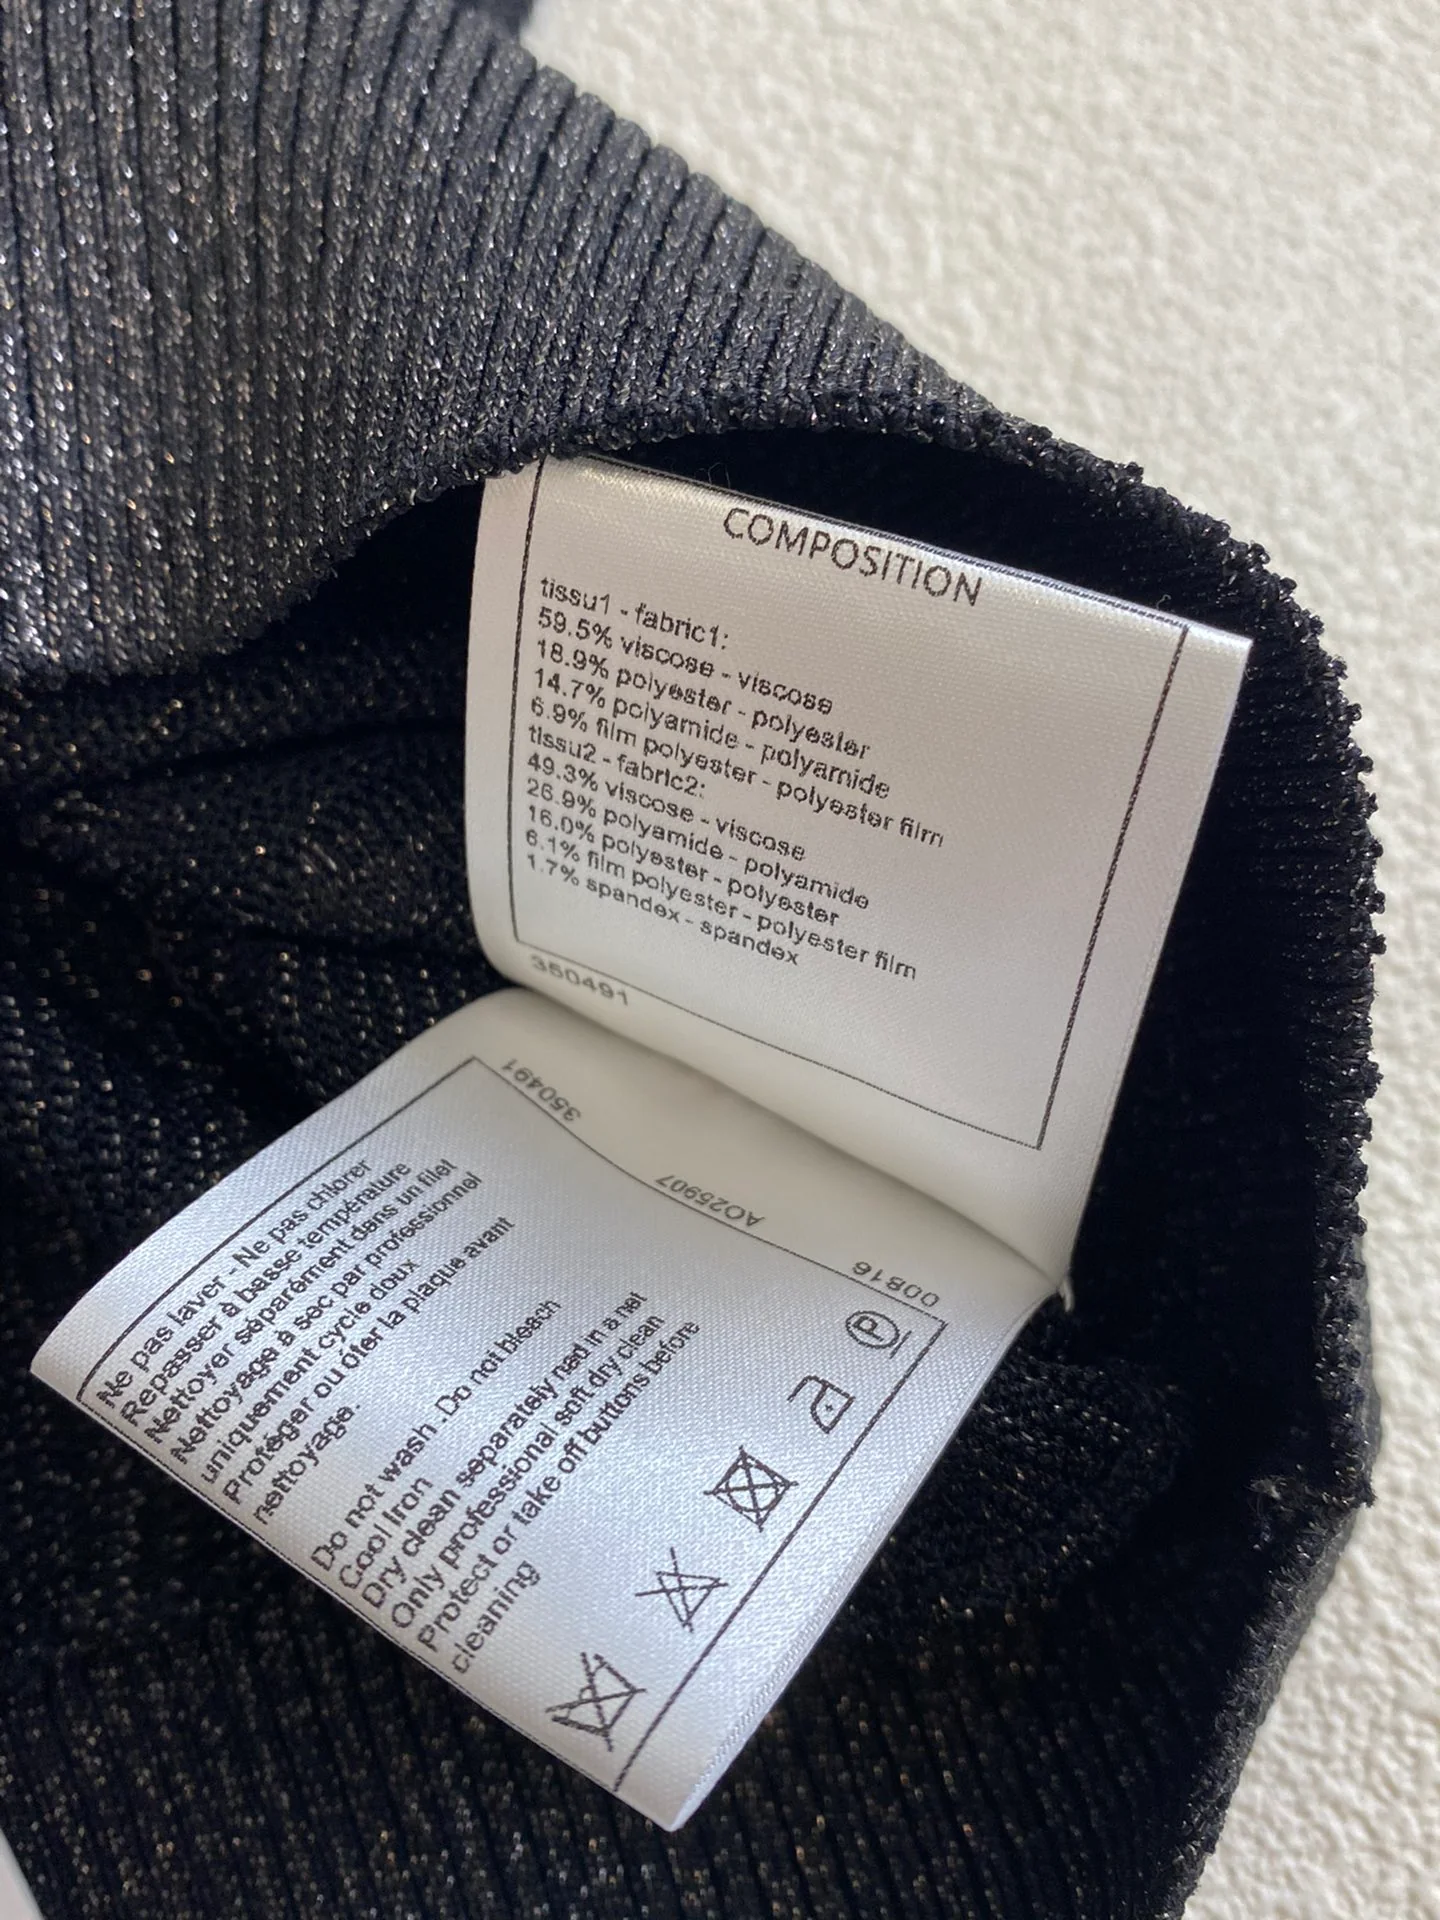 COMPOSITION
tissu1 - fabric1:
59.5% viscose - viscose
18.9% polyester - polyester
14.7% polyamide - polyamide
6.9% film polyester - polyester film
tissu2 - fabric2:
49.3% viscose - viscose
26.9% polyamide - polyamide
16.0% polyester - polyester
6.1% film polyester - polyester film
1.7% spandex - spandex
350491
350491
AO25907
00816
Ne pas laver - Ne pas chlorer
Repasser à basse température
Nettoyer séparément dans un filet
Nettoyage à sec par professionnel
uniquement cycle doux
Protéger ou ôter la plaque avant
nettoyage.
Do not wash .Do not bleach
Cool Iron
Dry clean separately nad in a net
Only professional soft dry clean
Protect or take off buttons before
cleaning
P